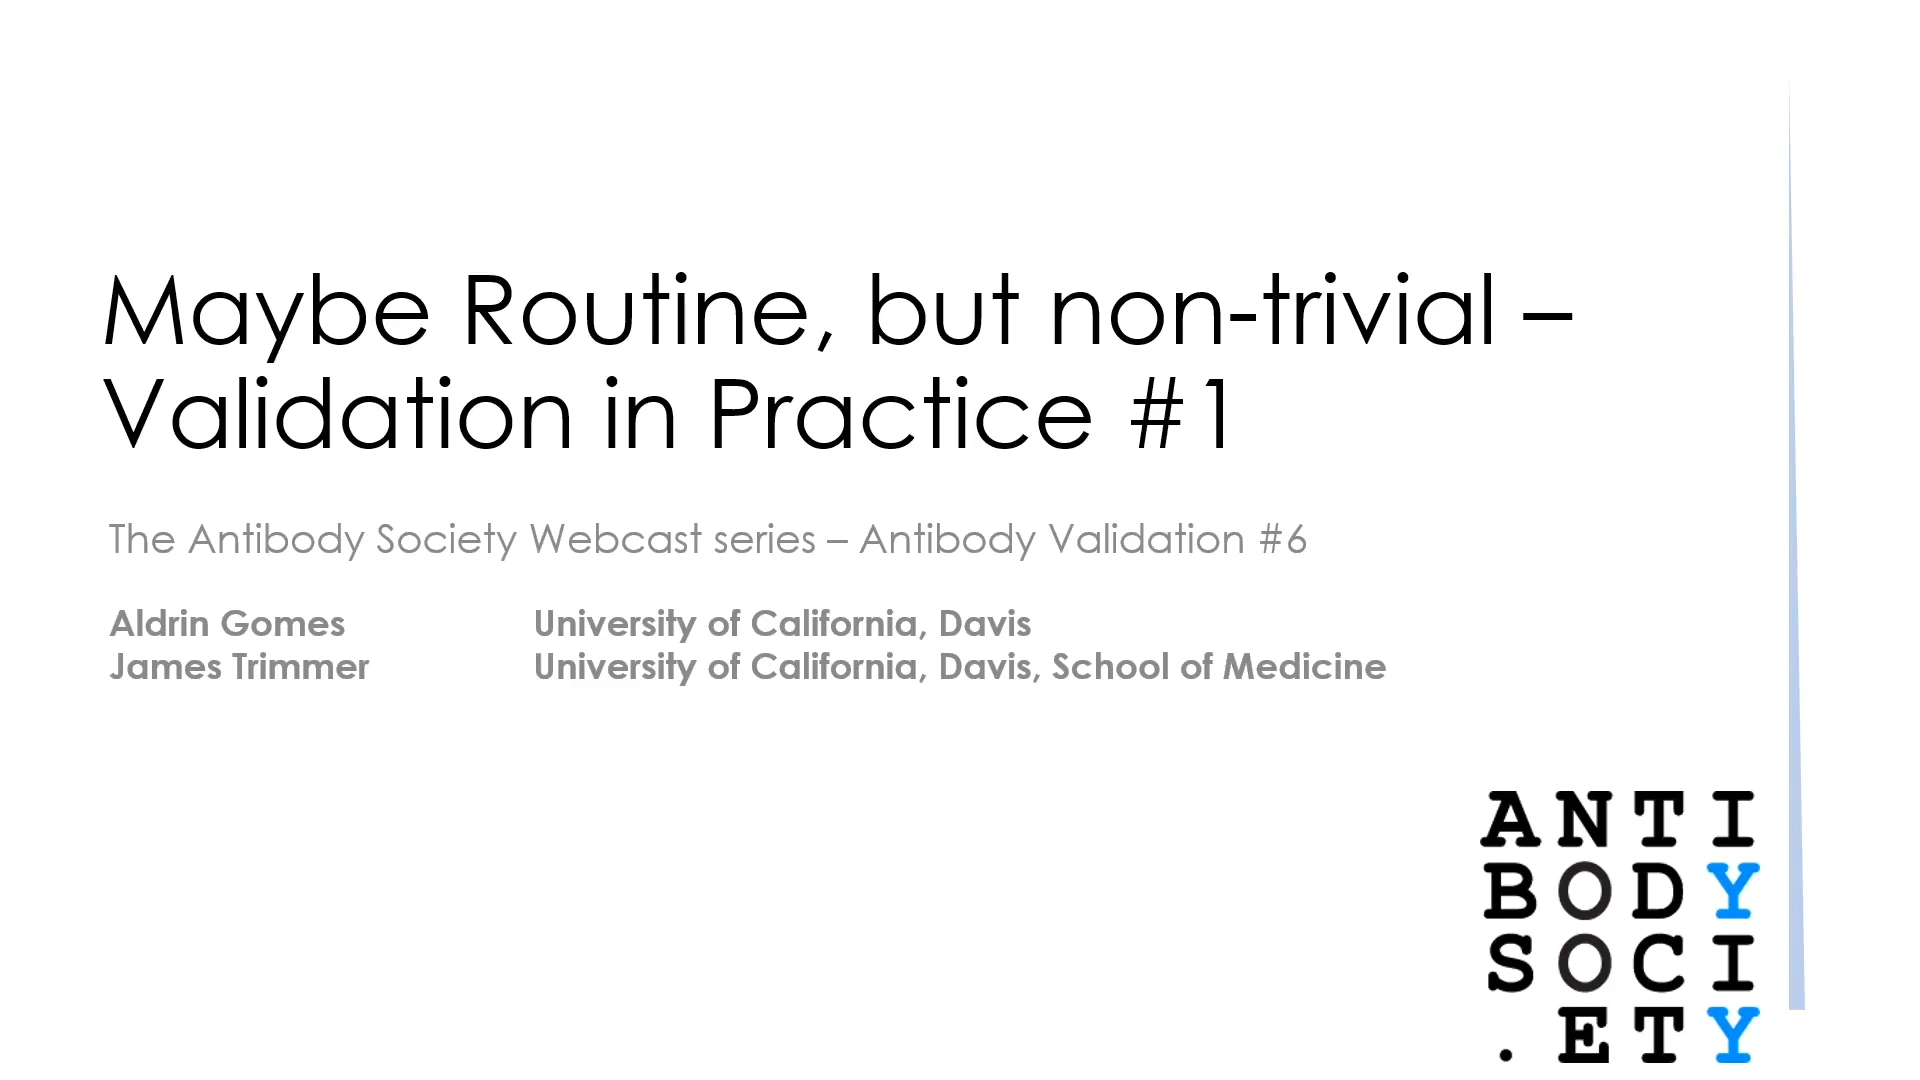 Maybe Routine, but non-trivial –
Validation in Practice #1
The Antibody Society Webcast series – Antibody Validation #6
Aldrin Gomes University of California, Davis
James Trimmer University of California, Davis, School of Medicine
ANTI
BODY
SOCI
.ETY